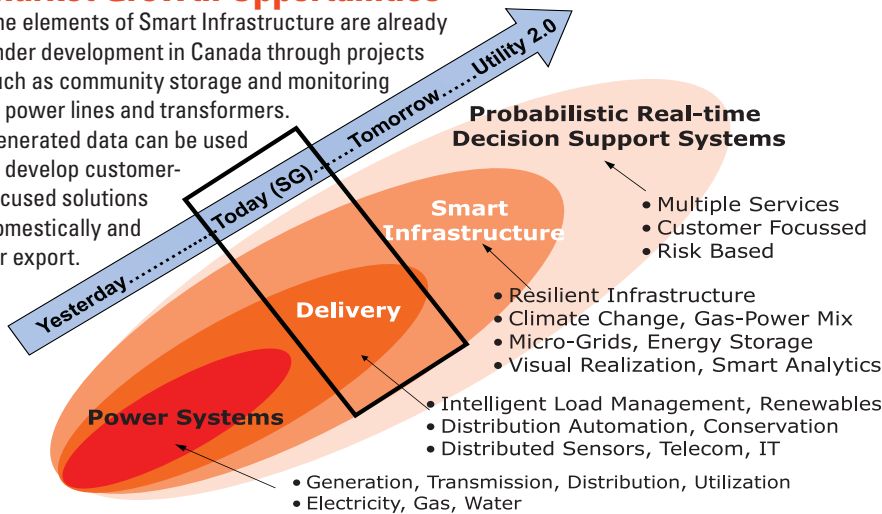 Market Growth Opportunities
ne elements of Smart Infrastructure are already
nder development in Canada through projects
uch as community storage and monitoring
power lines and transformers.
enerated data can be used
develop customer-
cused solutions
omestically and
r export.
Yesterday.........Today (SG).......Tomorrow......Utility 2.0
Probabilistic Real-time
Decision Support Systems
• Multiple Services
• Customer Focussed
• Risk Based
Smart
Infrastructure
• Resilient Infrastructure
• Climate Change, Gas-Power Mix
• Micro-Grids, Energy Storage
• Visual Realization, Smart Analytics
Delivery
• Intelligent Load Management, Renewables
• Distribution Automation, Conservation
• Distributed Sensors, Telecom, IT
Power Systems
• Generation, Transmission, Distribution, Utilization
• Electricity, Gas, Water